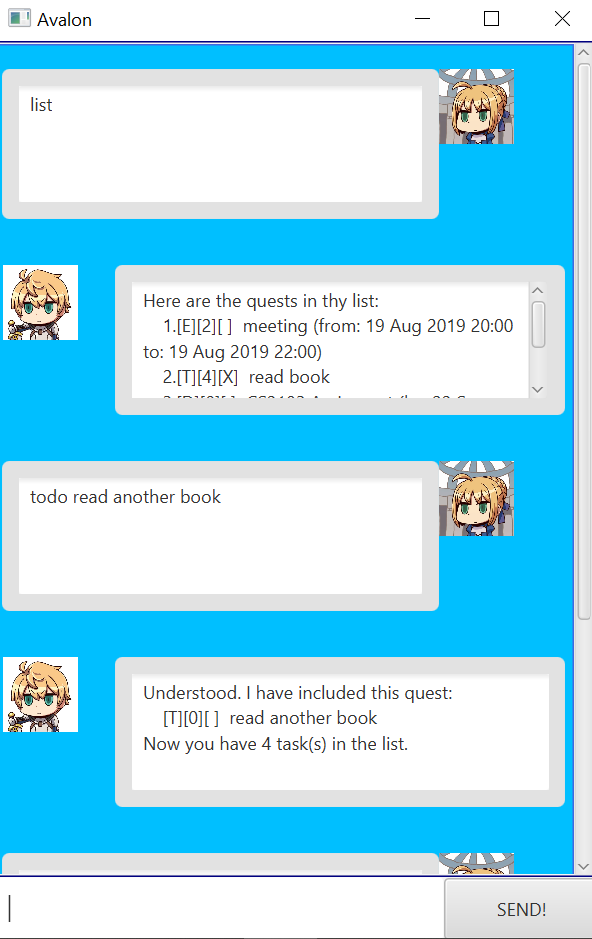 Avalon
list
Here are the quests in thy list:
1.[E][2][ ]  meeting (from: 19 Aug 2019 20:00
to: 19 Aug 2019 22:00)
2.[T][4][X]  read book
todo read another book
Understood. I have included this quest:
[T][0][ ]  read another book
Now you have 4 task(s) in the list.
SEND!